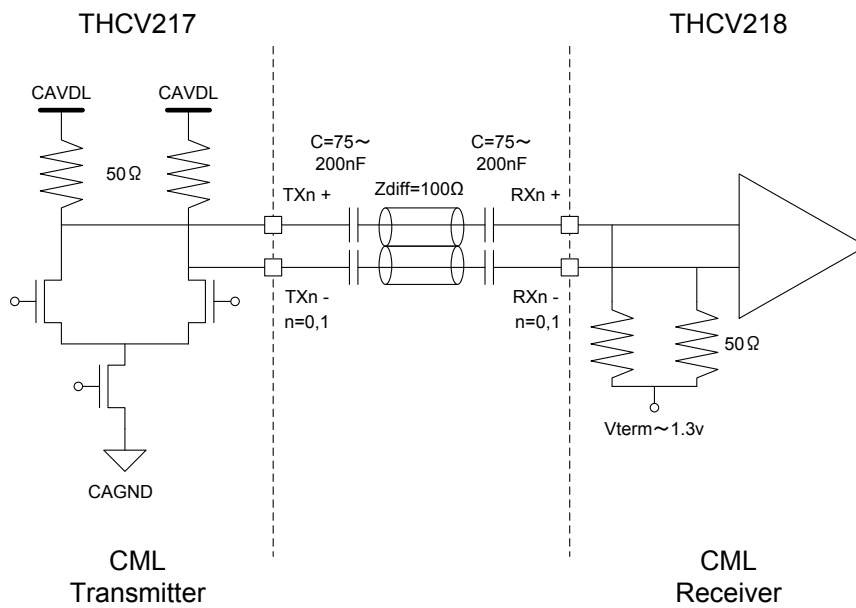 THCV217
THCV218
CAVDL
CAVDL
50Ω
C=75～
200nF
C=75～
200nF
Zdiff=100Ω
TXn +
RXn +
TXn -
n=0,1
RXn -
n=0,1
50Ω
Vterm～1.3v
CAGND
CML
Transmitter
CML
Receiver